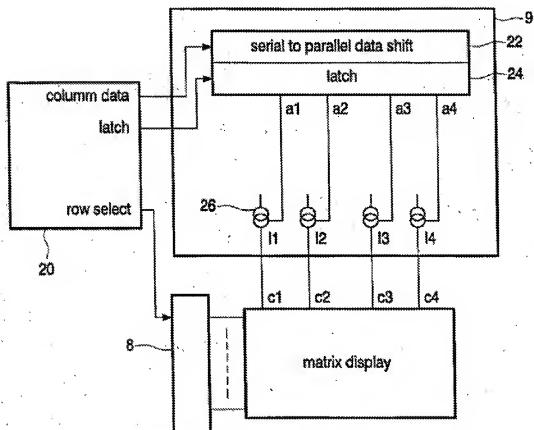 9
serial to parallel data shift
22
latch
24
columm data
latch
row select
20
a1 a2 a3 a4
26
I1 I2 I3 I4
c1 c2 c3 c4
8
matrix display